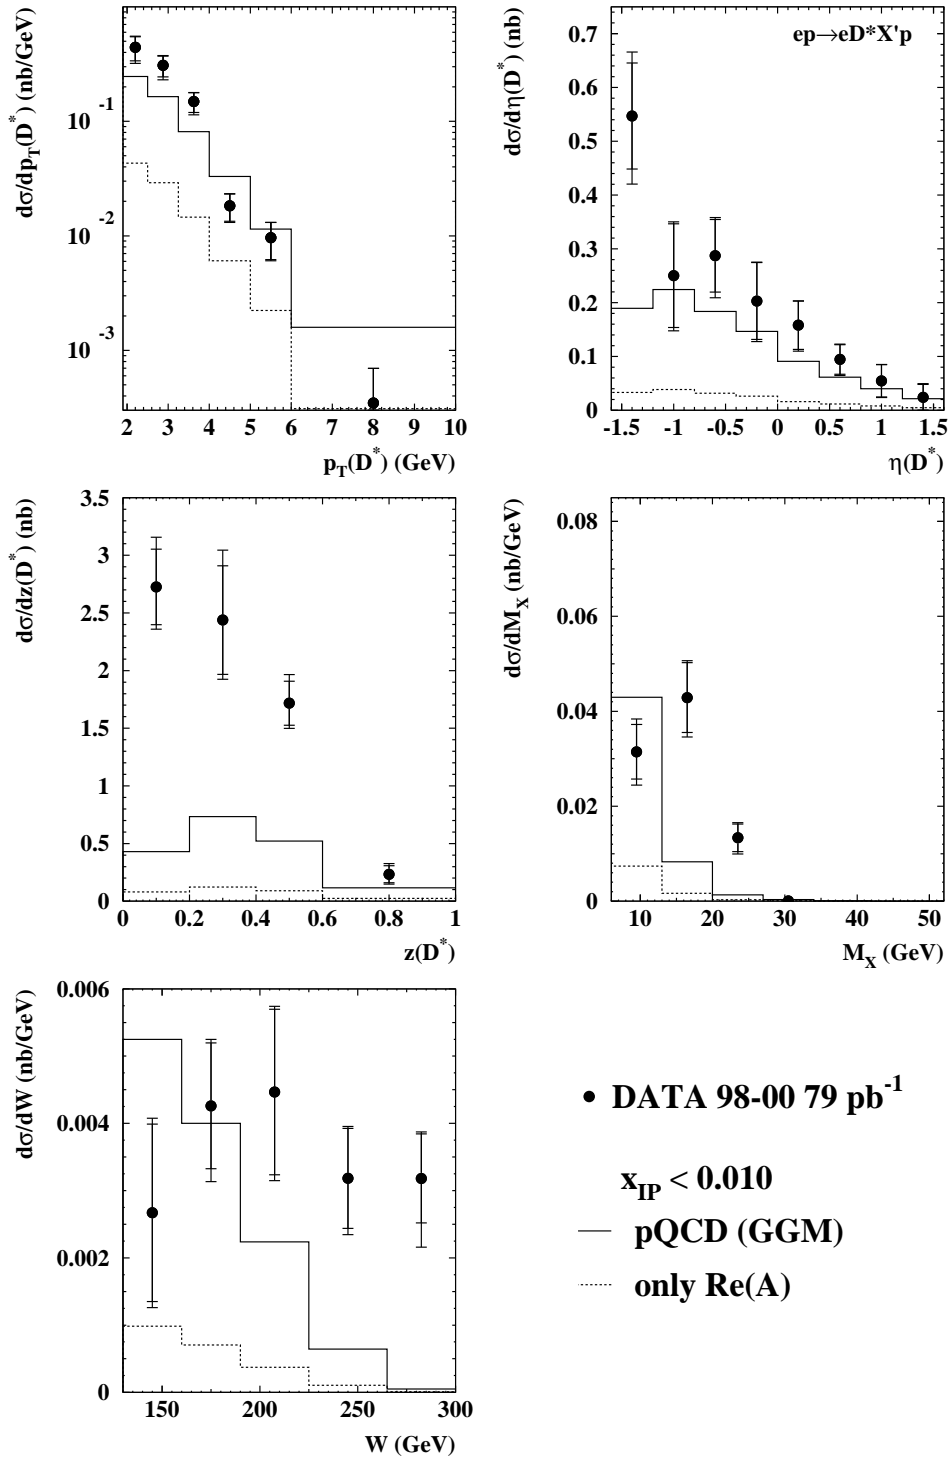 dσ/dp_T(D*) (nb/GeV)
10^-1
10^-2
10^-3
2 3 4 5 6 7 8 9 10
p_T(D*) (GeV)
ep→eD*X'p
dσ/dη(D*) (nb)
0.7
0.6
0.5
0.4
0.3
0.2
0.1
0
-1.5 -1 -0.5 0 0.5 1 1.5
η(D*)
dσ/dz(D*) (nb)
3.5
3
2.5
2
1.5
1
0.5
0
0 0.2 0.4 0.6 0.8 1
z(D*)
dσ/dM_X (nb/GeV)
0.08
0.06
0.04
0.02
0
10 20 30 40 50
M_X (GeV)
dσ/dW (nb/GeV)
0.006
0.004
0.002
0
150 200 250 300
W (GeV)
DATA 98-00 79 pb^-1
x_IP < 0.010
pQCD (GGM)
only Re(A)